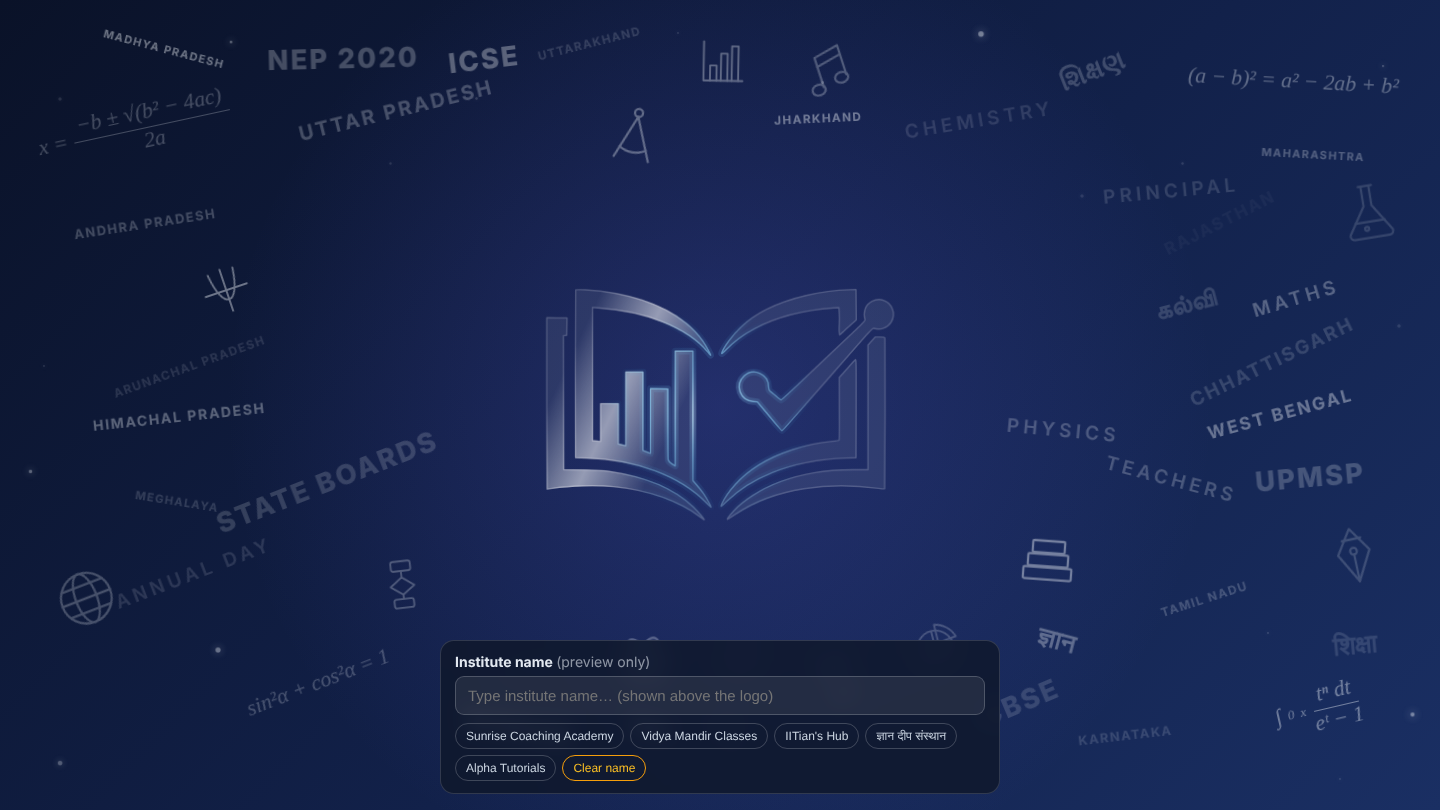 MADHYA PRADESH
NEP 2020
ICSE
UTTARAKHAND
x = −b ± √(b² − 4ac) / 2a
UTTAR PRADESH
JHARKHAND
CHEMISTRY
શિક્ષણ
(a − b)² = a² − 2ab + b²
MAHARASHTRA
PRINCIPAL
RAJASTHAN
ANDHRA PRADESH
கல்வி
MATHS
ARUNACHAL PRADESH
CHHATTISGARH
HIMACHAL PRADESH
WEST BENGAL
PHYSICS
STATE BOARDS
TEACHERS
UPMSP
MEGHALAYA
ANNUAL DAY
TAMIL NADU
ज्ञान
शिक्षा
sin²α + cos²α = 1
BSE
KARNATAKA
∫ 0 x tⁿ dt / eᵗ − 1
Institute name (preview only)
Type institute name… (shown above the logo)
Sunrise Coaching Academy
Vidya Mandir Classes
IITian's Hub
ज्ञान दीप संस्थान
Alpha Tutorials
Clear name